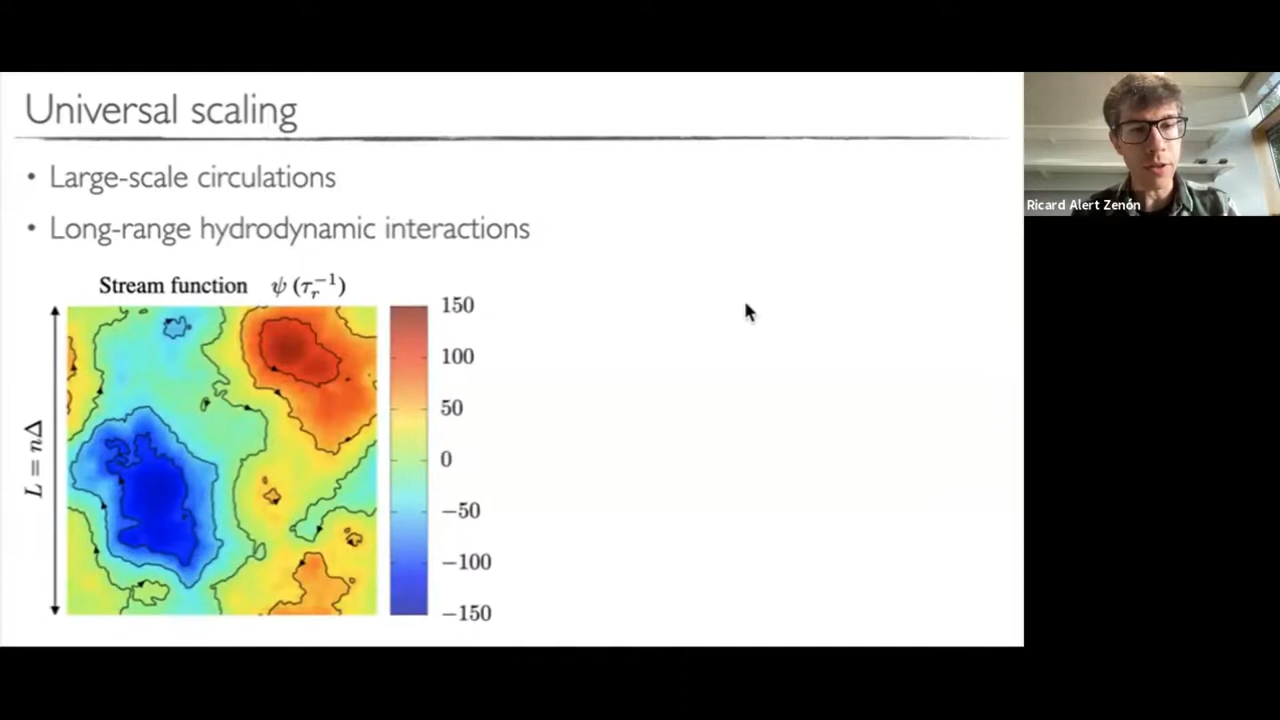 Universal scaling
• Large-scale circulations
• Long-range hydrodynamic interactions
Stream function ψ (τᵣ⁻¹)
150
100
50
0
−50
−100
−150
L = nΔ
Ricard Alert Zenón